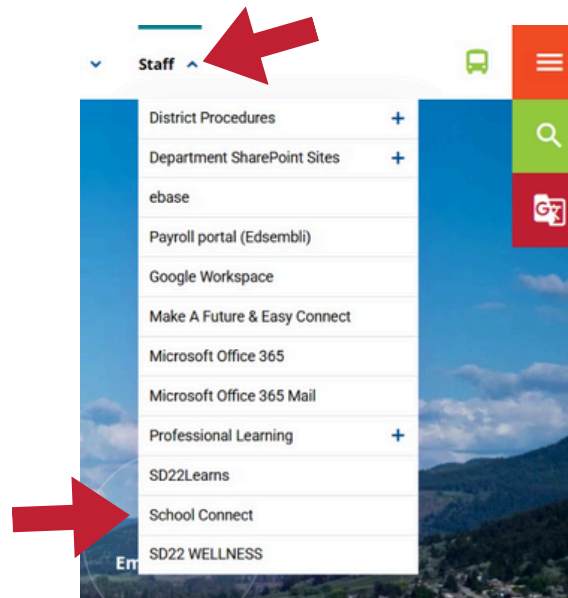 Staff
District Procedures
Department SharePoint Sites
ebase
Payroll portal (Edsembli)
Google Workspace
Make A Future & Easy Connect
Microsoft Office 365
Microsoft Office 365 Mail
Professional Learning
SD22Learns
School Connect
SD22 WELLNESS
Em